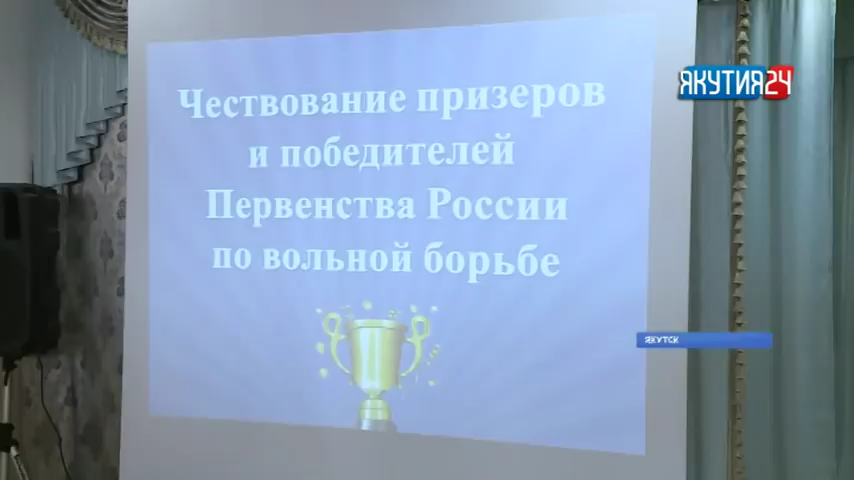 Чествование призеров
и победителей
Первенства России
по вольной борьбе
ЯКУТИЯ24
ЯКУТСК